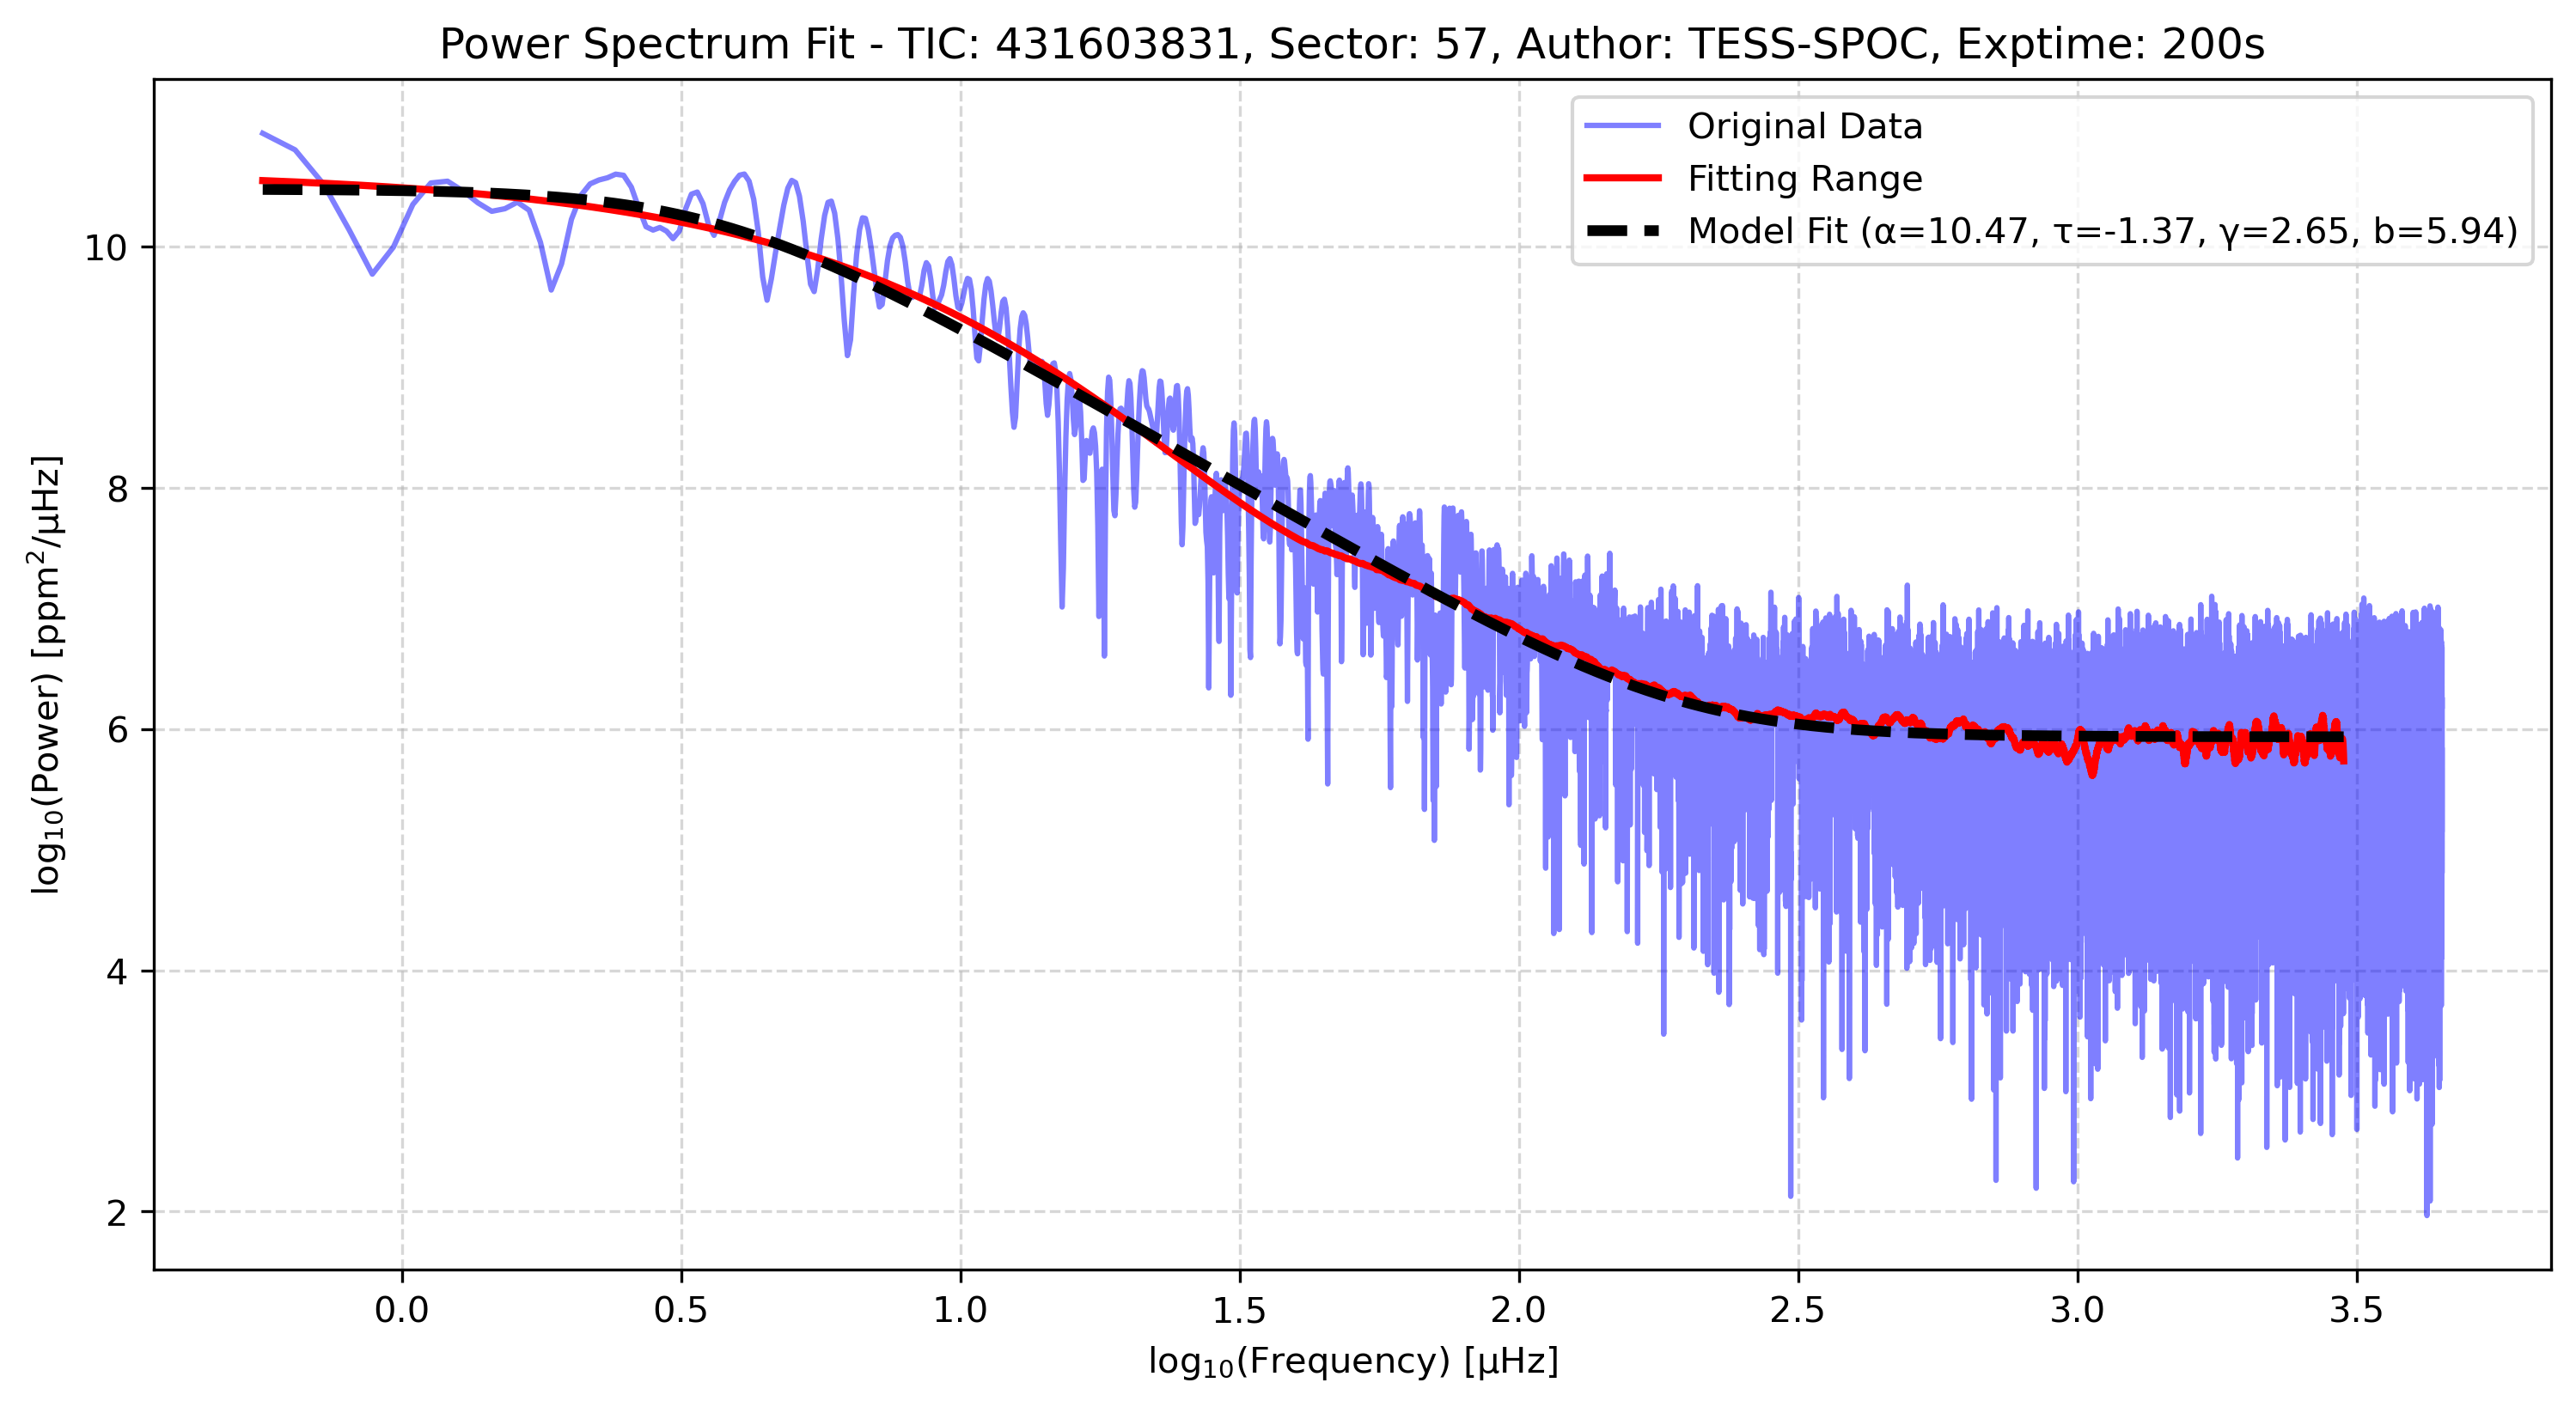 Power Spectrum Fit - TIC: 431603831, Sector: 57, Author: TESS-SPOC, Exptime: 200s
Original Data
Fitting Range
Model Fit (α=10.47, τ=-1.37, γ=2.65, b=5.94)
log₁₀(Power) [ppm²/μHz]
10
8
6
4
2
0.0 0.5 1.0 1.5 2.0 2.5 3.0 3.5
log₁₀(Frequency) [μHz]